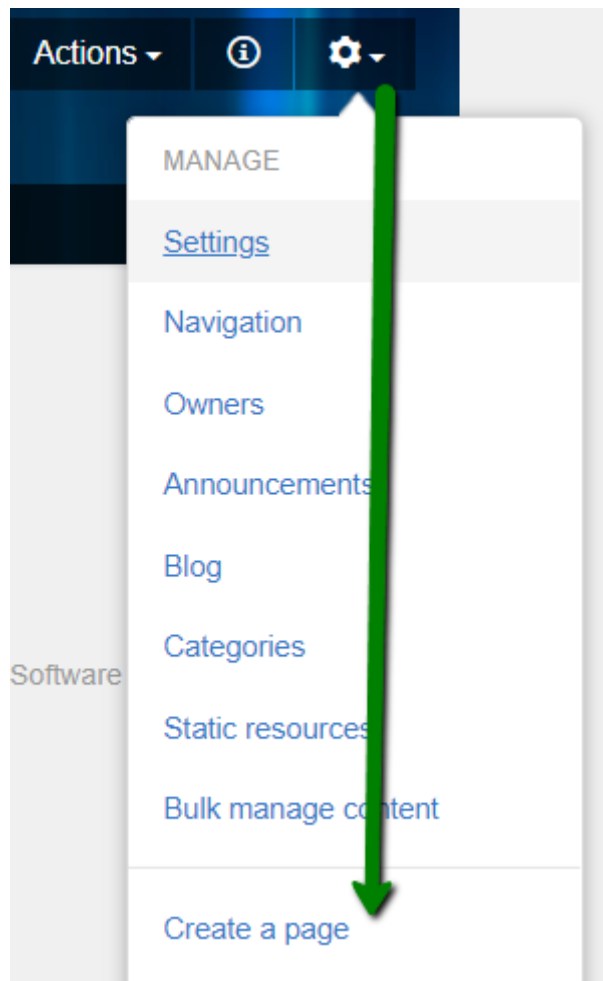 Actions
MANAGE
Settings
Navigation
Owners
Announcements
Blog
Categories
Software
Static resources
Bulk manage content
Create a page